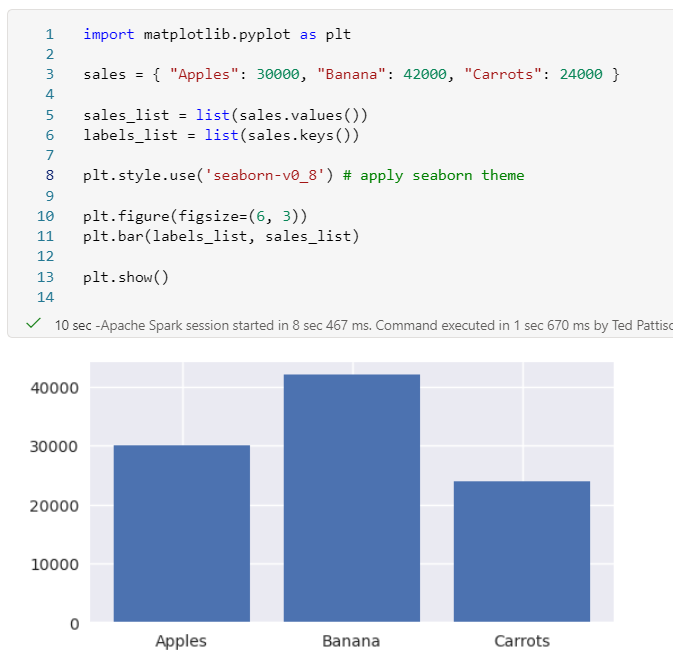 1 import matplotlib.pyplot as plt
2
3 sales = { "Apples": 30000, "Banana": 42000, "Carrots": 24000 }
4
5 sales_list = list(sales.values())
6 labels_list = list(sales.keys())
7
8 plt.style.use('seaborn-v0_8') # apply seaborn theme
9
10 plt.figure(figsize=(6, 3))
11 plt.bar(labels_list, sales_list)
12
13 plt.show()
14
10 sec -Apache Spark session started in 8 sec 467 ms. Command executed in 1 sec 670 ms by Ted
40000
30000
20000
10000
0
Apples Banana Carrots